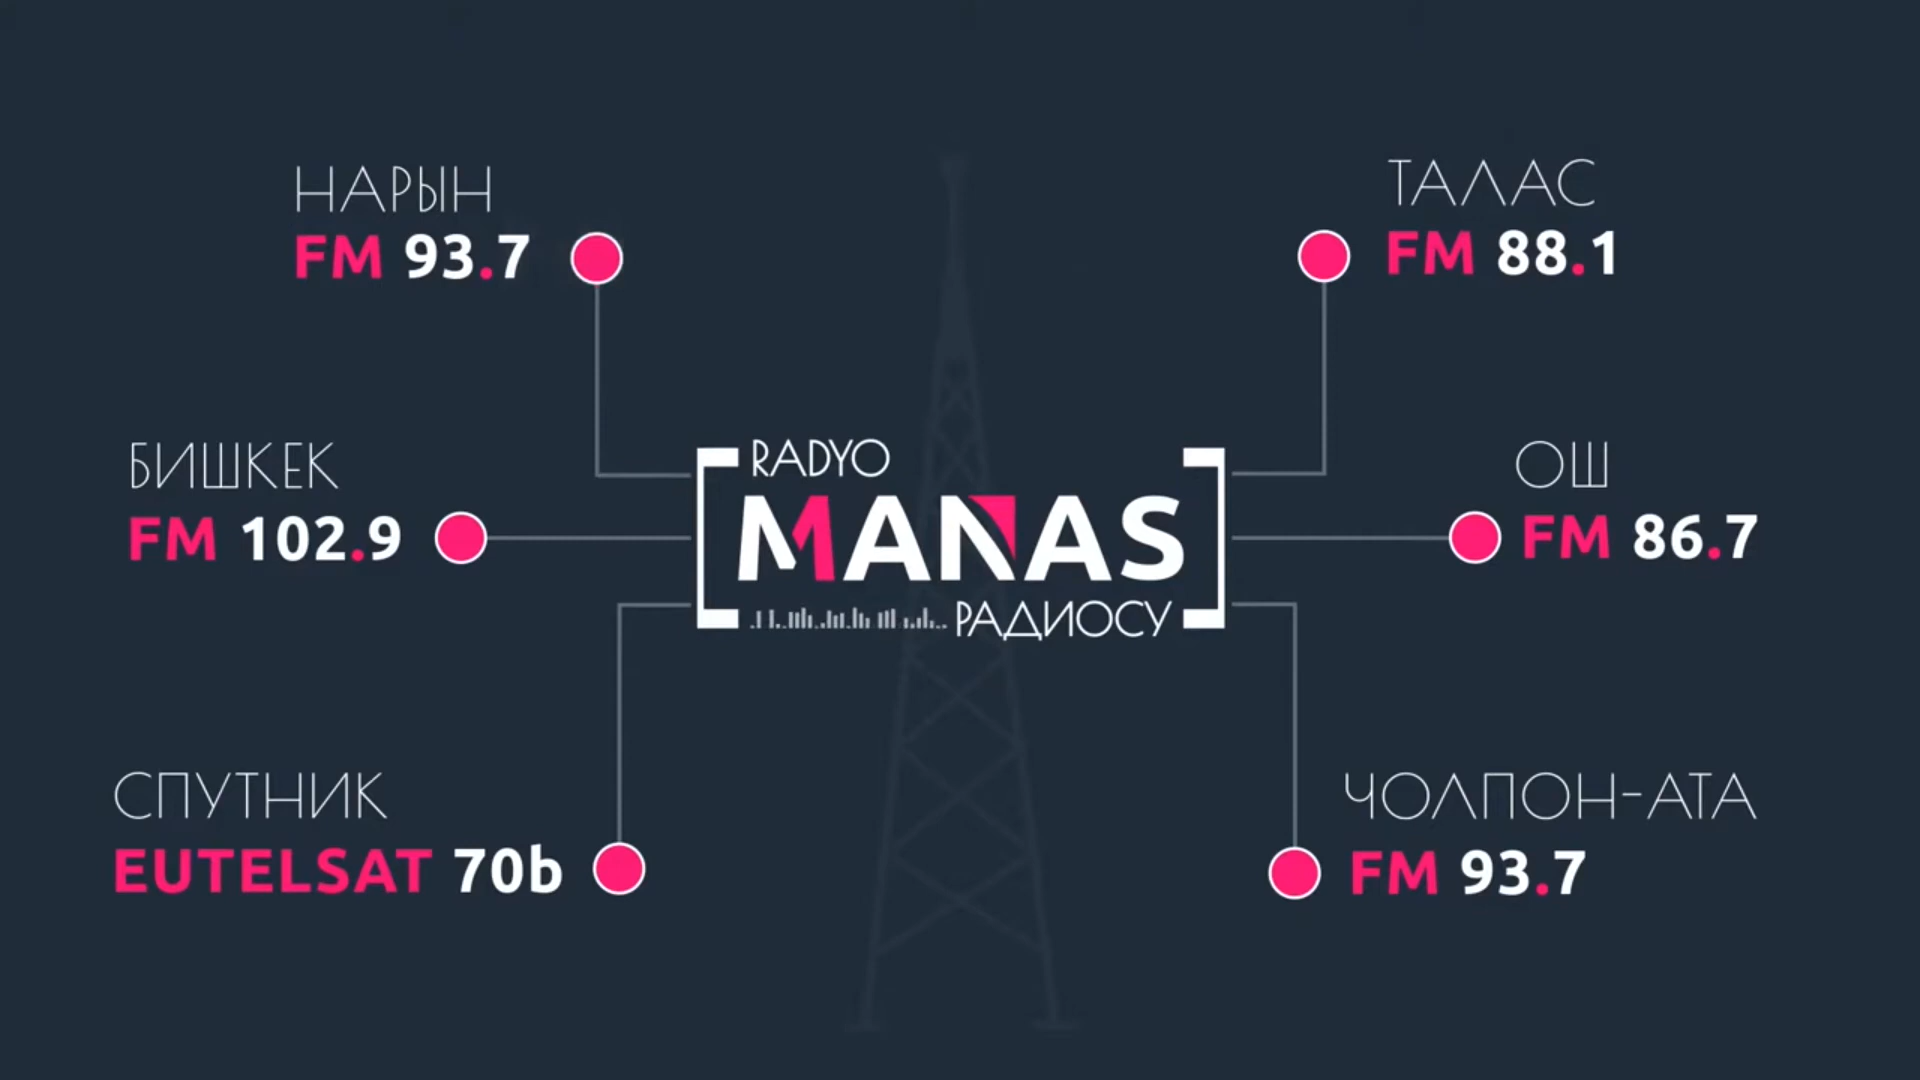 НАРЫН
FM 93.7
ТАЛАС
FM 88.1
БИШКЕК
FM 102.9
RADYO
MANAS
РАДИОСУ
ОШ
FM 86.7
СПУТНИК
EUTELSAT 70b
ЧОЛПОН-АТА
FM 93.7